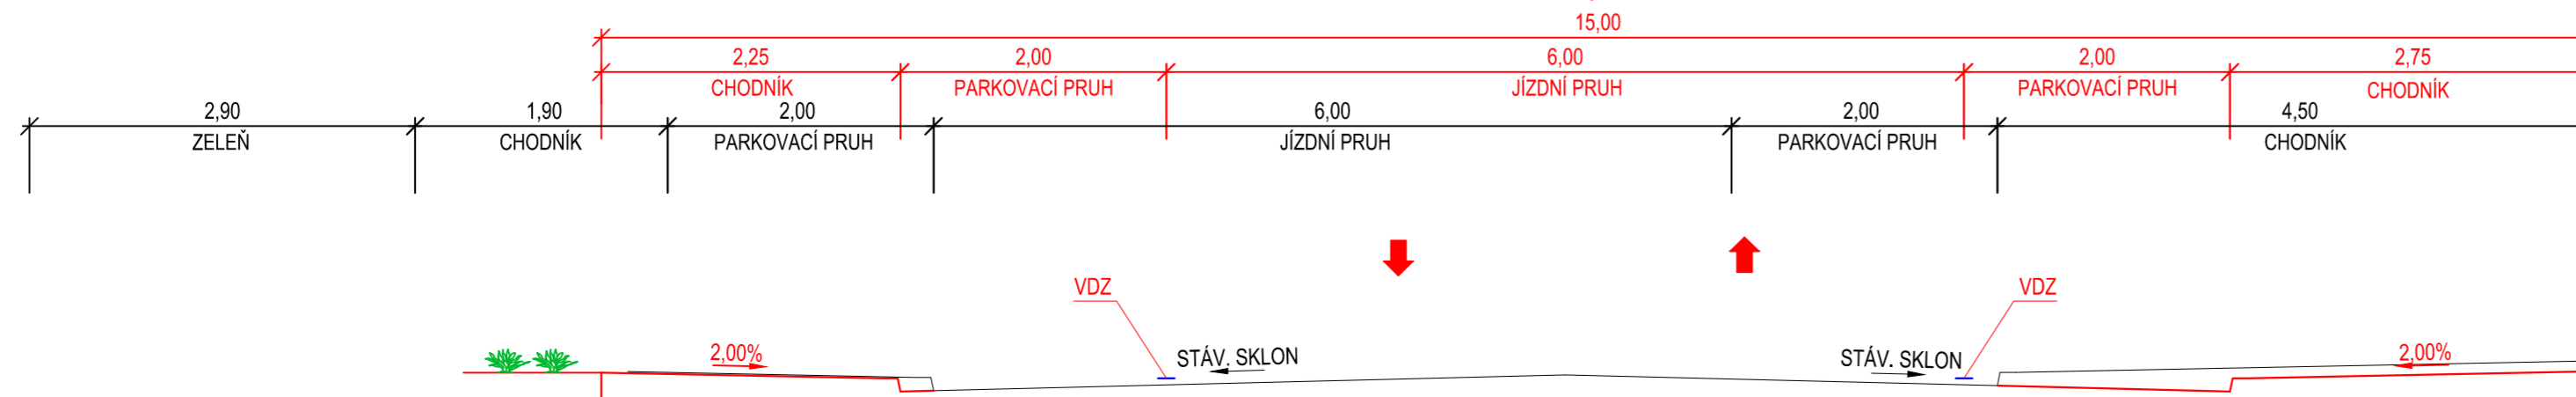 15,00
2,25 2,00 6,00 2,00 2,75
CHODNÍK PARKOVACÍ PRUH JÍZDNÍ PRUH PARKOVACÍ PRUH CHODNÍK
2,90 1,90 2,00 6,00 2,00 4,50
ZELEŇ CHODNÍK PARKOVACÍ PRUH JÍZDNÍ PRUH PARKOVACÍ PRUH CHODNÍK
VDZ VDZ
2,00% STÁV. SKLON STÁV. SKLON 2,00%